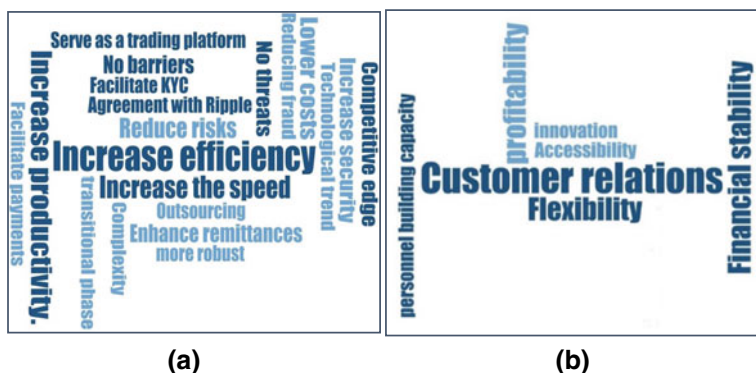 Serve as a trading platform
No barriers
Facilitate KYC
Agreement with Ripple
Reduce risks
Increase efficiency
Increase the speed
Outsourcing
Enhance remittances
more robust
Facilitate payments
Increase productivity.
transitional phase
Complexity
No threats
Reducing fraud
Lower costs
Technological trend
Increase security
Competitive edge
(a)
personnel building capacity
profitability
Innovation
Accessibility
Customer relations
Flexibility
Financial stability
(b)